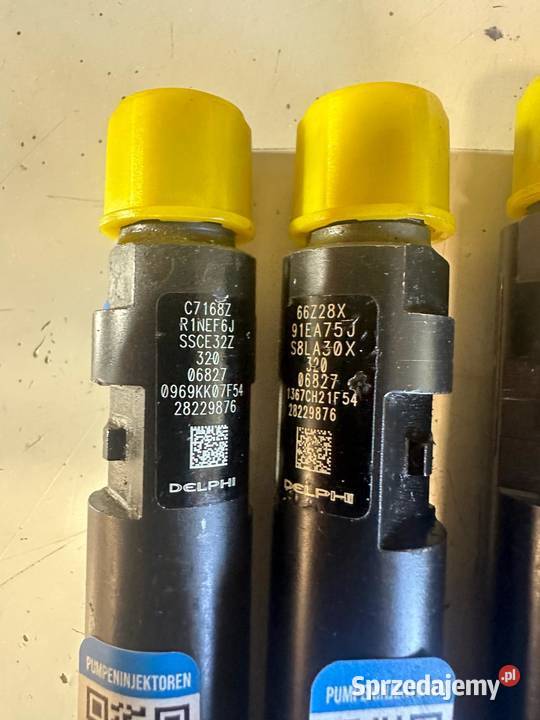 C7168Z
R1NEF6J
SSCE32Z
320
06827
0969KK07F54
28229876
DELPHI
PUMPENINJEKTOREN
66Z28X
91EA75J
S8LA30X
320
06827
1367CH21F54
28229876
DELPHI
Sprzedajemy.pl